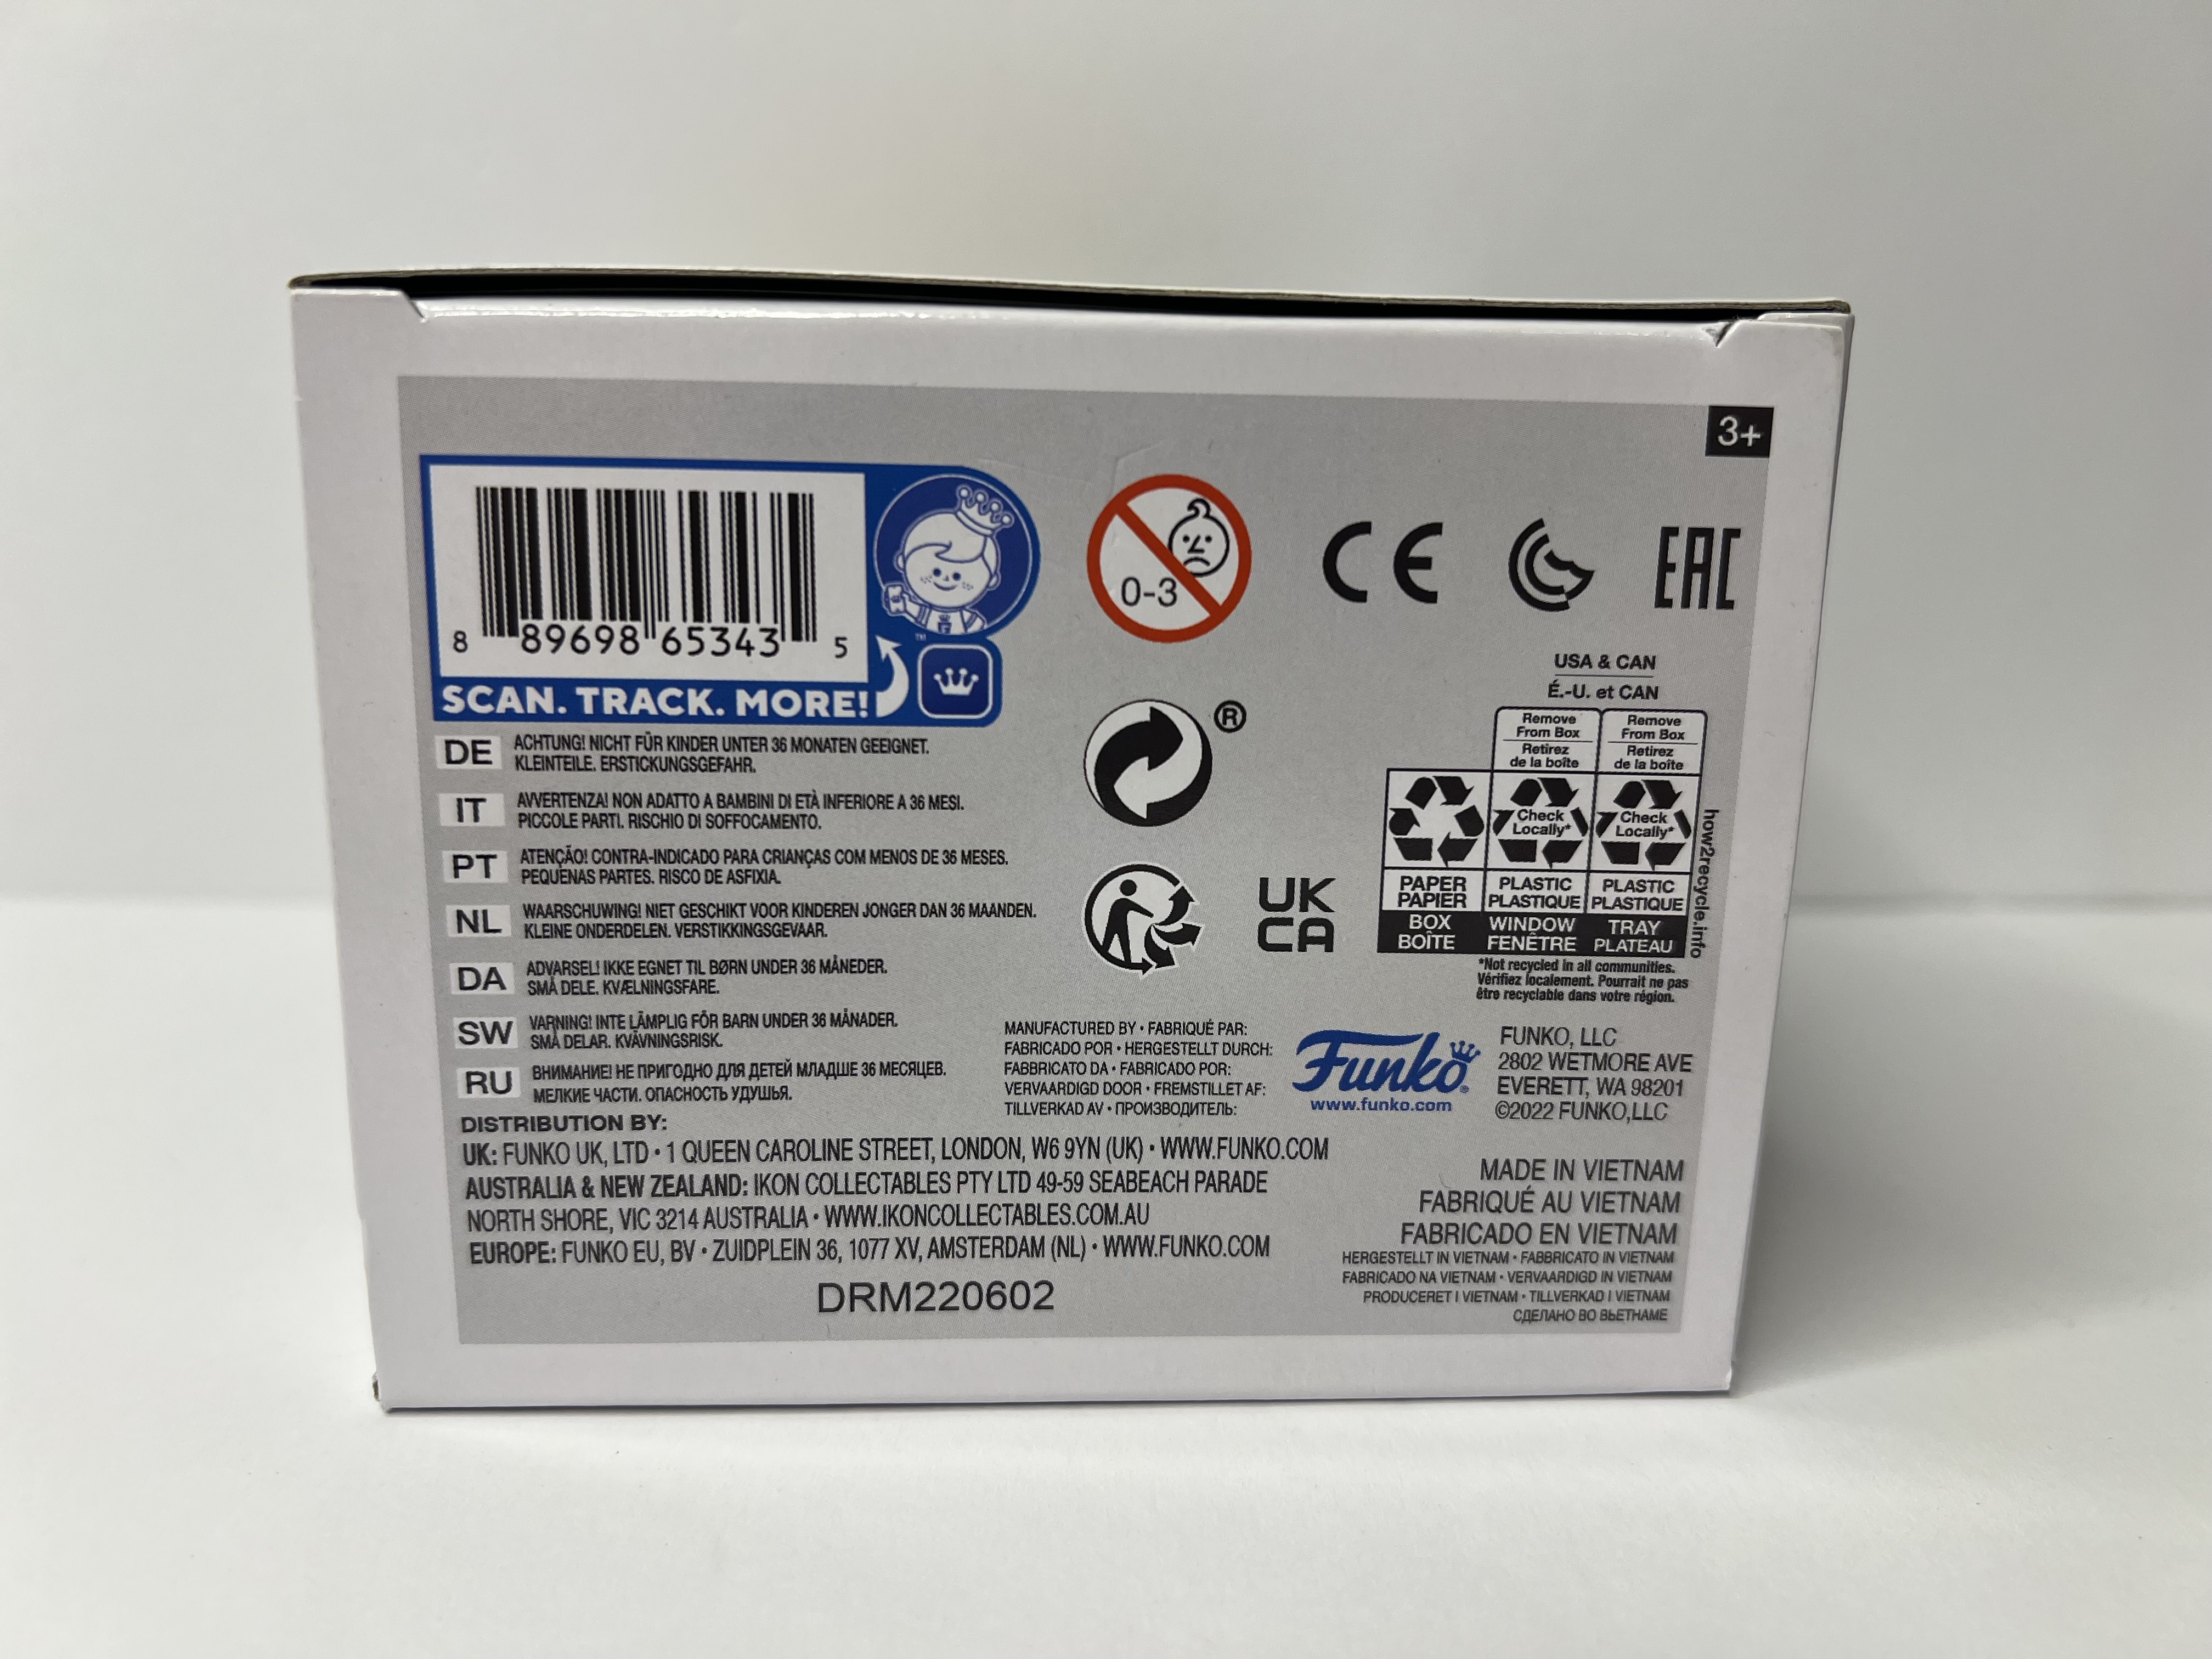 3+
8 89698 65343 5
SCAN. TRACK. MORE!
™
0-3
CE
EAC
DE ACHTUNG! NICHT FÜR KINDER UNTER 36 MONATEN GEEIGNET.
KLEINTEILE. ERSTICKUNGSGEFAHR.
IT AVVERTENZA! NON ADATTO A BAMBINI DI ETÀ INFERIORE A 36 MESI.
PICCOLE PARTI. RISCHIO DI SOFFOCAMENTO.
PT ATENÇÃO! CONTRA-INDICADO PARA CRIANÇAS COM MENOS DE 36 MESES.
PEQUENAS PARTES. RISCO DE ASFIXIA.
NL WAARSCHUWING! NIET GESCHIKT VOOR KINDEREN JONGER DAN 36 MAANDEN.
KLEINE ONDERDELEN. VERSTIKKINGSGEVAAR.
DA ADVARSEL! IKKE EGNET TIL BØRN UNDER 36 MÅNEDER.
SMÅ DELE. KVÆLNINGSFARE.
SW VARNING! INTE LÄMPLIG FÖR BARN UNDER 36 MÅNADER.
SMÅ DELAR. KVÄVNINGSRISK.
RU ВНИМАНИЕ! НЕ ПРИГОДНО ДЛЯ ДЕТЕЙ МЛАДШЕ 36 МЕСЯЦЕВ.
МЕЛКИЕ ЧАСТИ. ОПАСНОСТЬ УДУШЬЯ.
®
UK
CA
USA & CAN
É.-U. et CAN
Remove
From Box
Retirez
de la boîte
Remove
From Box
Retirez
de la boîte
Check
Locally*
Check
Locally*
PAPER
PAPIER
PLASTIC
PLASTIQUE
PLASTIC
PLASTIQUE
BOX
BOÎTE
WINDOW
FENÊTRE
TRAY
PLATEAU
how2recycle.info
*Not recycled in all communities.
Vérifiez localement. Pourrait ne pas
être recyclable dans votre région.
MANUFACTURED BY • FABRIQUÉ PAR:
FABRICADO POR • HERGESTELLT DURCH:
FABBRICATO DA • FABRICADO POR:
VERVAARDIGD DOOR • FREMSTILLET AF:
TILLVERKAD AV • ПРОИЗВОДИТЕЛЬ:
Funko®
www.funko.com
FUNKO, LLC
2802 WETMORE AVE
EVERETT, WA 98201
©2022 FUNKO,LLC
DISTRIBUTION BY:
UK: FUNKO UK, LTD • 1 QUEEN CAROLINE STREET, LONDON, W6 9YN (UK) • WWW.FUNKO.COM
AUSTRALIA & NEW ZEALAND: IKON COLLECTABLES PTY LTD 49-59 SEABEACH PARADE
NORTH SHORE, VIC 3214 AUSTRALIA • WWW.IKONCOLLECTABLES.COM.AU
EUROPE: FUNKO EU, BV • ZUIDPLEIN 36, 1077 XV, AMSTERDAM (NL) • WWW.FUNKO.COM
DRM220602
MADE IN VIETNAM
FABRIQUÉ AU VIETNAM
FABRICADO EN VIETNAM
HERGESTELLT IN VIETNAM • FABBRICATO IN VIETNAM
FABRICADO NA VIETNAM • VERVAARDIGD IN VIETNAM
PRODUCERET I VIETNAM • TILLVERKAD I VIETNAM
СДЕЛАНО ВО ВЬЕТНАМЕ